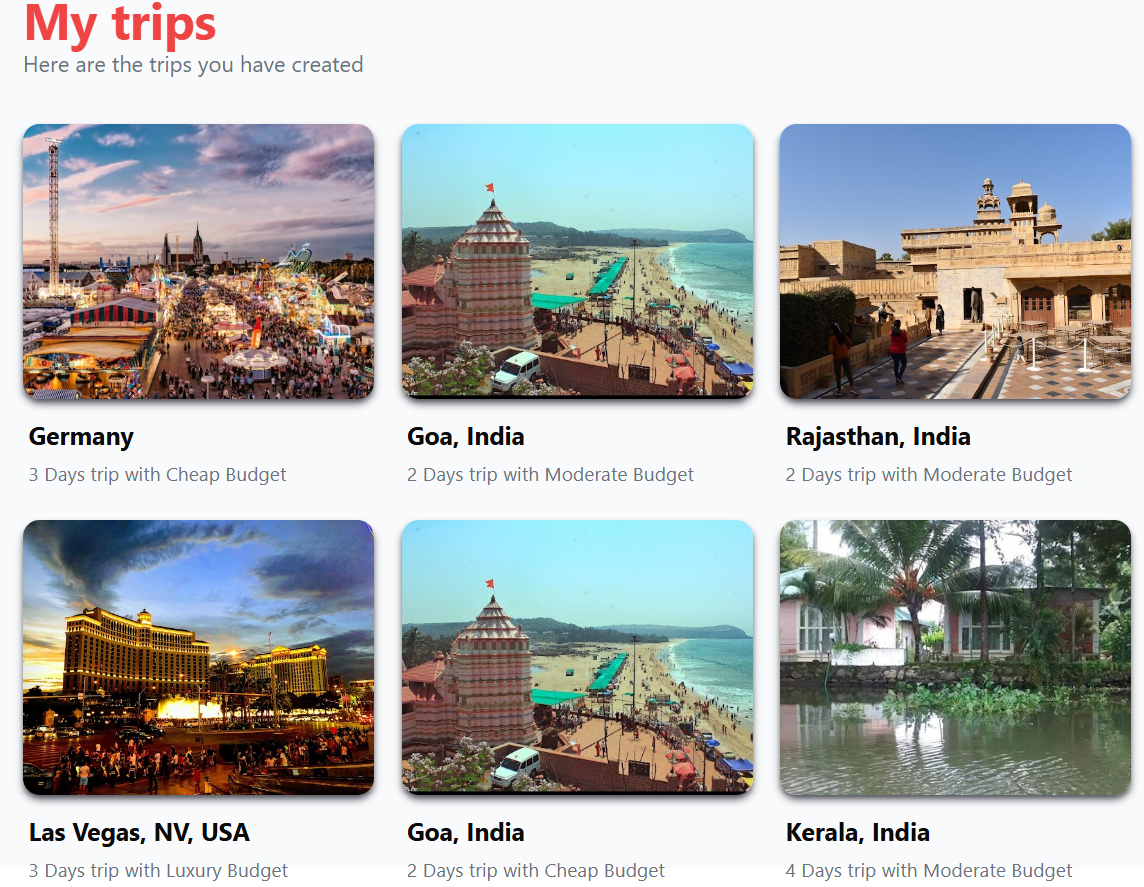 My trips
Here are the trips you have created
Germany
3 Days trip with Cheap Budget
Goa, India
2 Days trip with Moderate Budget
Rajasthan, India
2 Days trip with Moderate Budget
Las Vegas, NV, USA
3 Days trip with Luxury Budget
Goa, India
2 Days trip with Cheap Budget
Kerala, India
4 Days trip with Moderate Budget